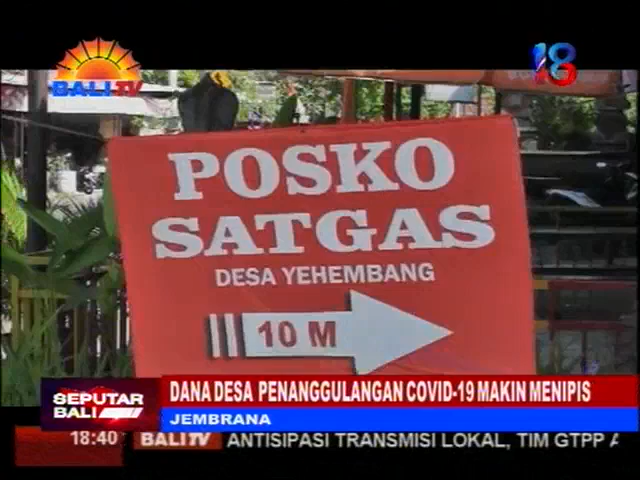 BALI TV
18
POSKO
SATGAS
DESA YEHEMBANG
10 M
SEPUTAR
BALI
DANA DESA PENANGGULANGAN COVID-19 MAKIN MENIPIS
JEMBRANA
18:40
BALI TV
ANTISIPASI TRANSMISI LOKAL, TIM GTPP A